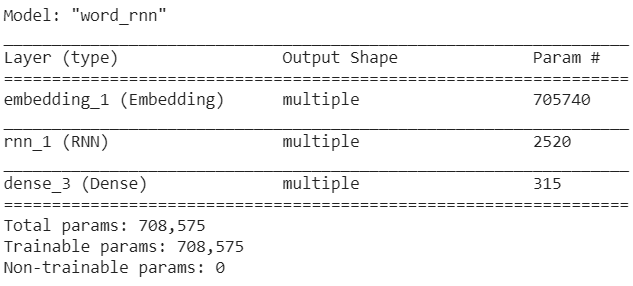 Model: "word_rnn"
Layer (type) Output Shape Param #
embedding_1 (Embedding) multiple 705740
rnn_1 (RNN) multiple 2520
dense_3 (Dense) multiple 315
Total params: 708,575
Trainable params: 708,575
Non-trainable params: 0